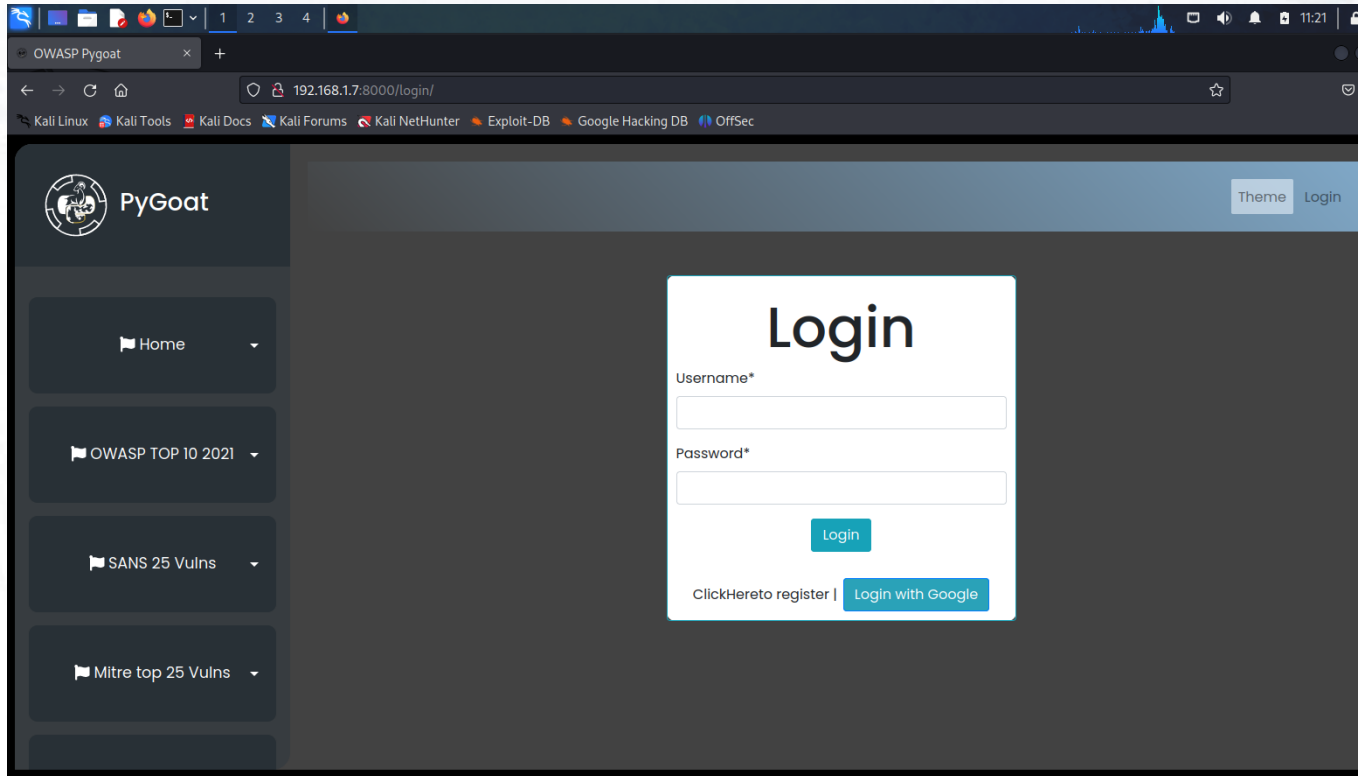 1 2 3 4 11:21
OWASP Pygoat
192.168.1.7:8000/login/
Kali Linux Kali Tools Kali Docs Kali Forums Kali NetHunter Exploit-DB Google Hacking DB OffSec
PyGoat
Theme Login
Login
Username*
Home
OWASP TOP 10 2021
Password*
Login
SANS 25 Vulns
ClickHereto register | Login with Google
Mitre top 25 Vulns